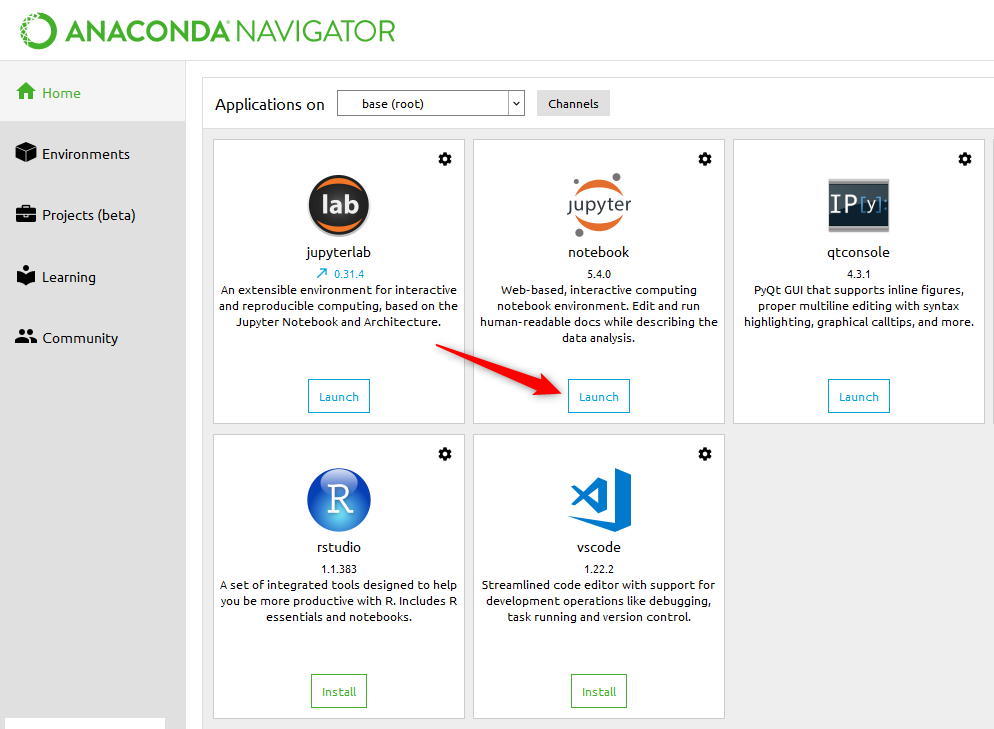 ANACONDA NAVIGATOR
Home
Environments
Projects (beta)
Learning
Community
Applications on
base (root)
Channels
lab
jupyterlab
0.31.4
An extensible environment for interactive
and reproducible computing, based on the
Jupyter Notebook and Architecture.
Launch
jupyter
notebook
5.4.0
Web-based, interactive computing
notebook environment. Edit and run
human-readable docs while describing the
data analysis.
Launch
IP[y]:
qtconsole
4.3.1
PyQt GUI that supports inline figures,
proper multiline editing with syntax
highlighting, graphical calltips, and more.
Launch
R
rstudio
1.1.383
A set of integrated tools designed to help
you be more productive with R. Includes R
essentials and notebooks.
Install
vscode
1.22.2
Streamlined code editor with support for
development operations like debugging,
task running and version control.
Install